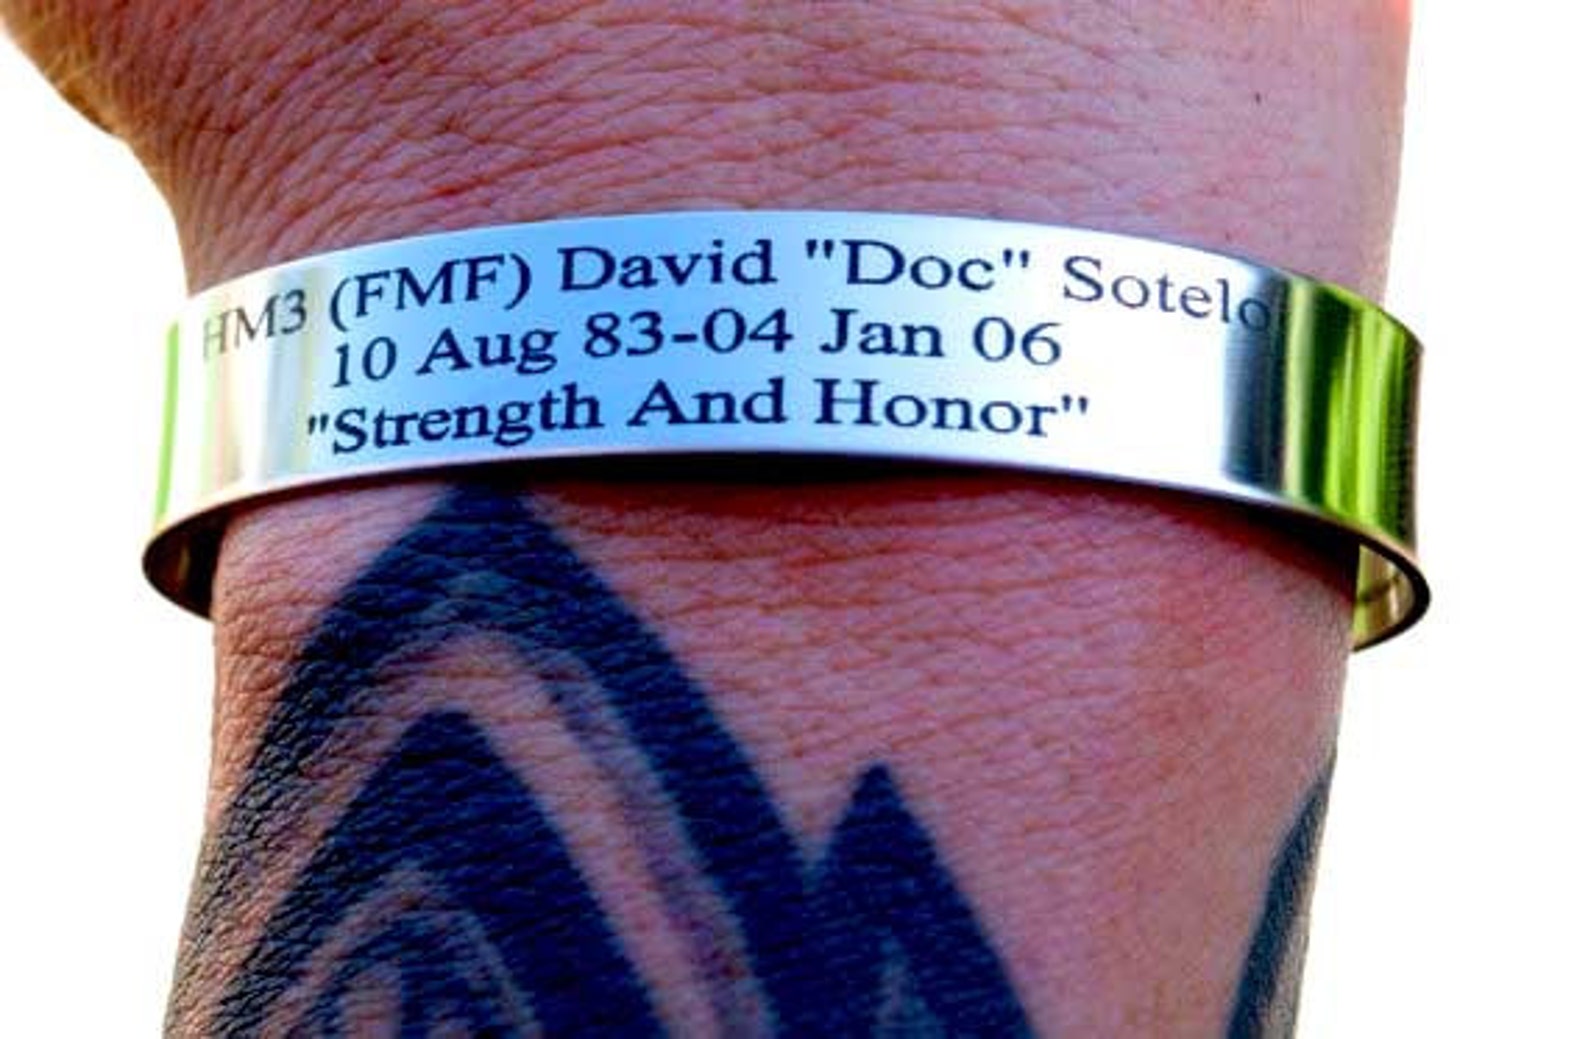 HM3 (FMF) David "Doc" Sotelo
10 Aug 83-04 Jan 06
"Strength And Honor"